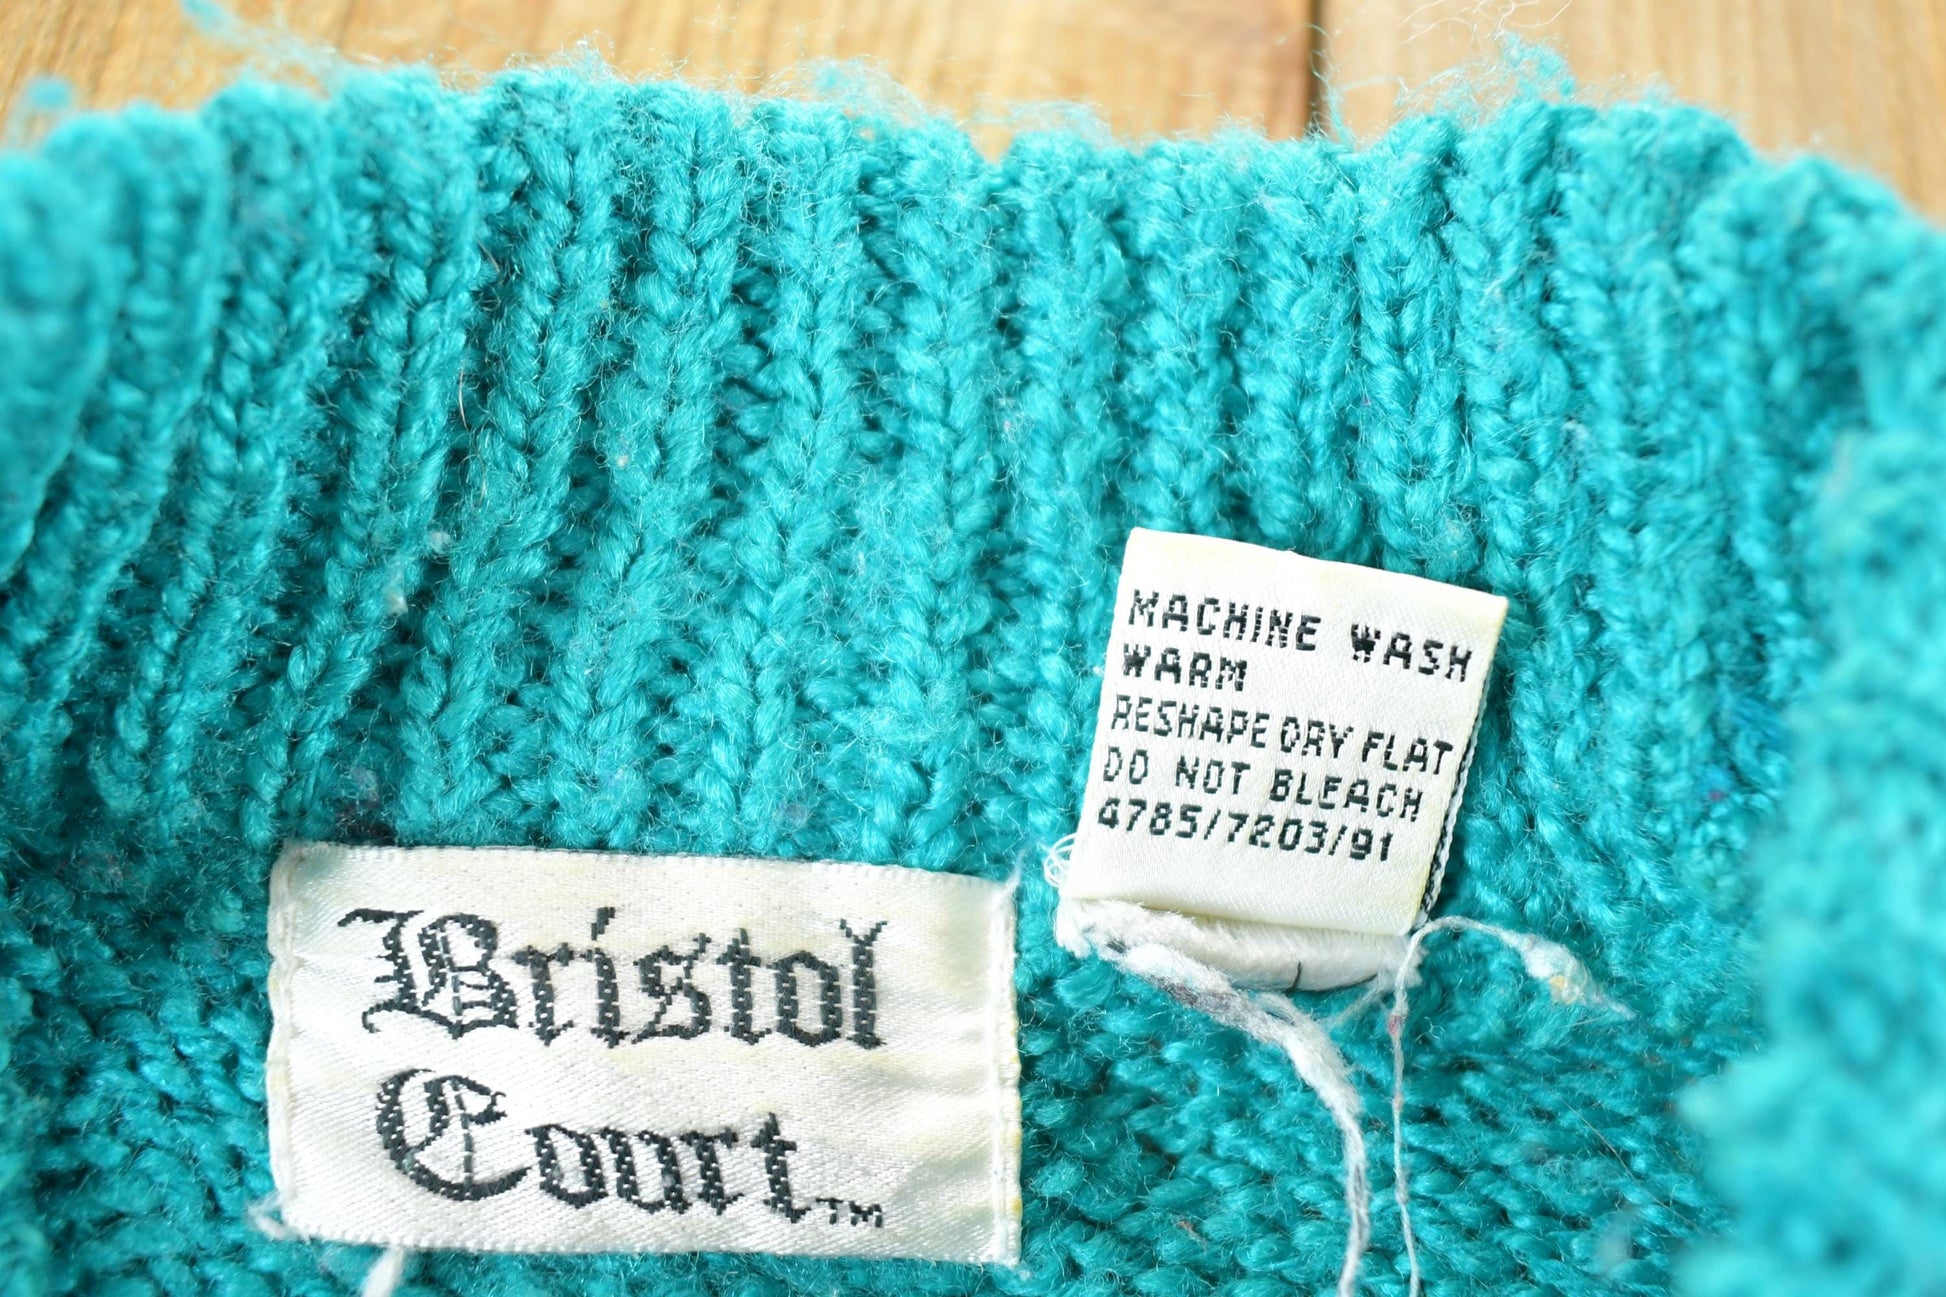 Bristol
Court™
MACHINE WASH
WARM
RESHAPE DRY FLAT
DO NOT BLEACH
4785/7203/91